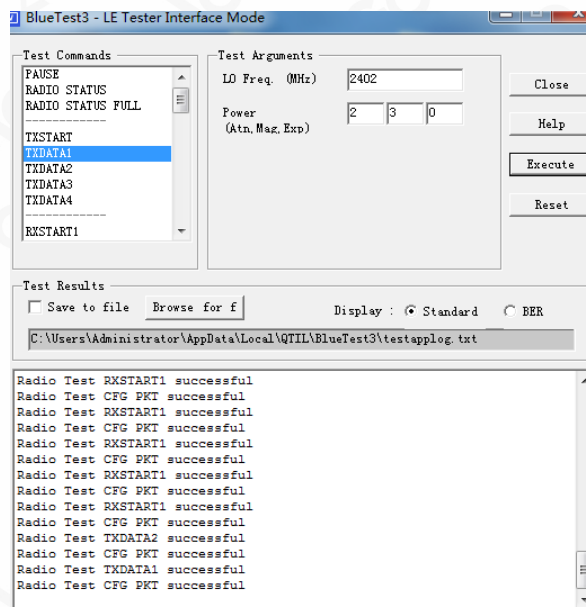 BlueTest3 - LE Tester Interface Mode
Test Commands
PAUSE
RADIO STATUS
RADIO STATUS FULL
------------
TXSTART
TXDATA1
TXDATA2
TXDATA3
TXDATA4
------------
RXSTART1
Test Arguments
LO Freq. (MHz) 2402
Power 2 3 0
(Atn, Mag, Exp)
Close
Help
Execute
Reset
Test Results
Save to file Browse for f Display : Standard BER
C:\Users\Administrator\AppData\Local\QTIL\BlueTest3\testapplog.txt
Radio Test RXSTART1 successful
Radio Test CFG PKT successful
Radio Test RXSTART1 successful
Radio Test CFG PKT successful
Radio Test RXSTART1 successful
Radio Test CFG PKT successful
Radio Test RXSTART1 successful
Radio Test CFG PKT successful
Radio Test RXSTART1 successful
Radio Test CFG PKT successful
Radio Test TXDATA2 successful
Radio Test CFG PKT successful
Radio Test TXDATA1 successful
Radio Test CFG PKT successful